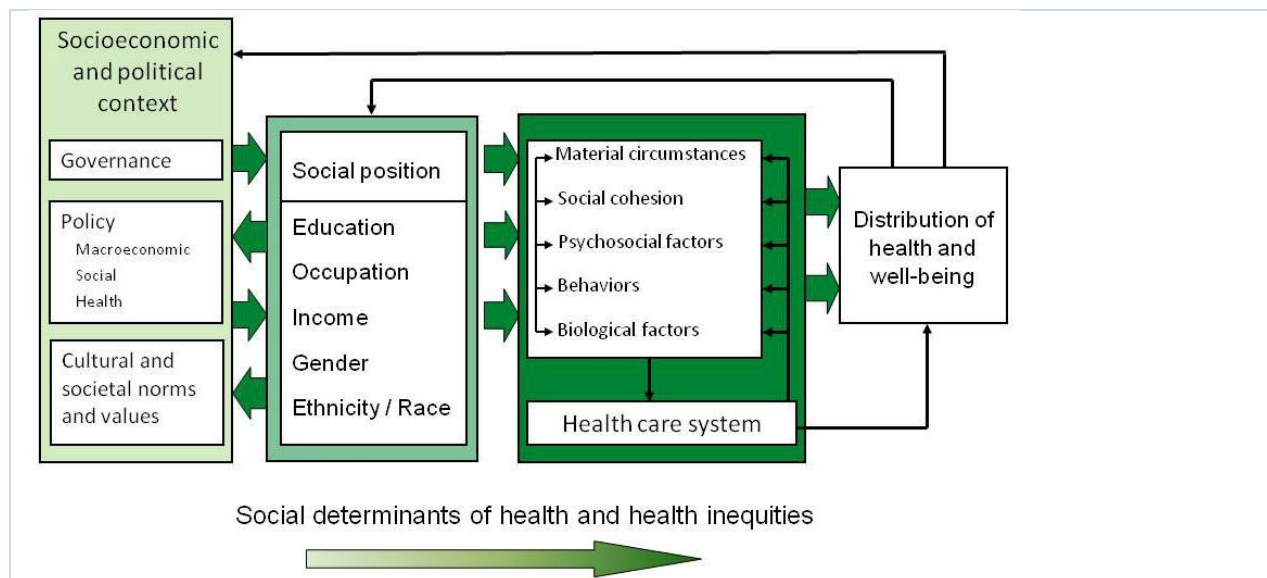 Socioeconomic
and political
context
Governance
Policy
Macroeconomic
Social
Health
Cultural and
societal norms
and values
Social position
Education
Occupation
Income
Gender
Ethnicity / Race
Material circumstances
Social cohesion
Psychosocial factors
Behaviors
Biological factors
Health care system
Distribution of
health and
well-being
Social determinants of health and health inequities